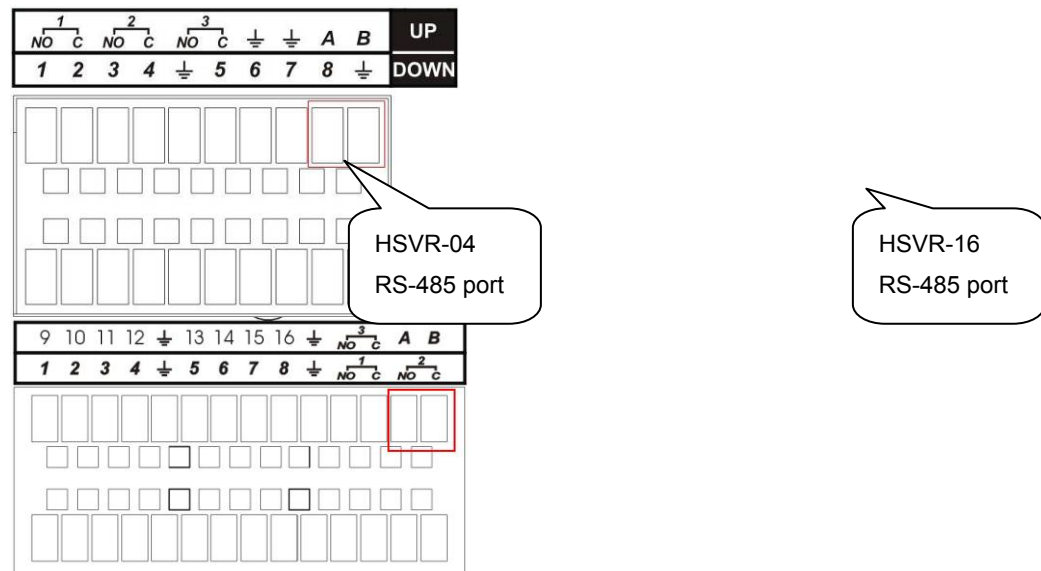 1 2 3
NO C NO C NO C ⏚ ⏚ A B UP
1 2 3 4 ⏚ 5 6 7 8 ⏚ DOWN
HSVR-04
RS-485 port
HSVR-16
RS-485 port
3
9 10 11 12 ⏚ 13 14 15 16 ⏚ NO C A B
1 2
1 2 3 4 ⏚ 5 6 7 8 ⏚ NO C NO C